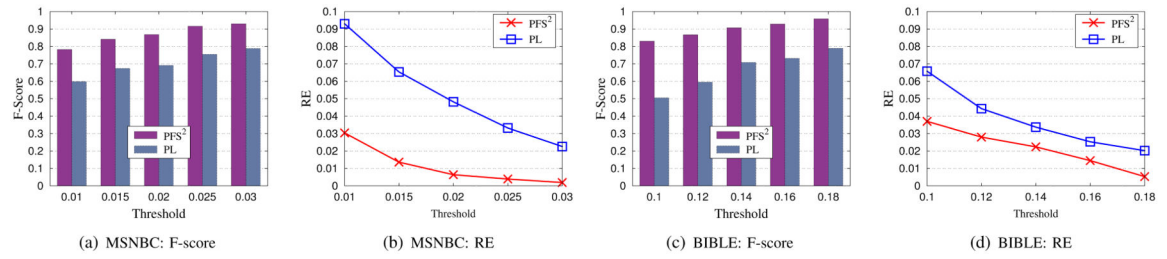 F-Score
1
0.9
0.8
0.7
0.6
0.5
0.4
0.3
0.2
0.1
0
PFS²
PL
0.01 0.015 0.02 0.025 0.03
Threshold
(a) MSNBC: F-score
RE
0.1
0.09
0.08
0.07
0.06
0.05
0.04
0.03
0.02
0.01
0
PFS²
PL
0.01 0.015 0.02 0.025 0.03
Threshold
(b) MSNBC: RE
F-Score
1
0.9
0.8
0.7
0.6
0.5
0.4
0.3
0.2
0.1
0
PFS²
PL
0.1 0.12 0.14 0.16 0.18
Threshold
(c) BIBLE: F-score
RE
0.1
0.09
0.08
0.07
0.06
0.05
0.04
0.03
0.02
0.01
0
PFS²
PL
0.1 0.12 0.14 0.16 0.18
Threshold
(d) BIBLE: RE